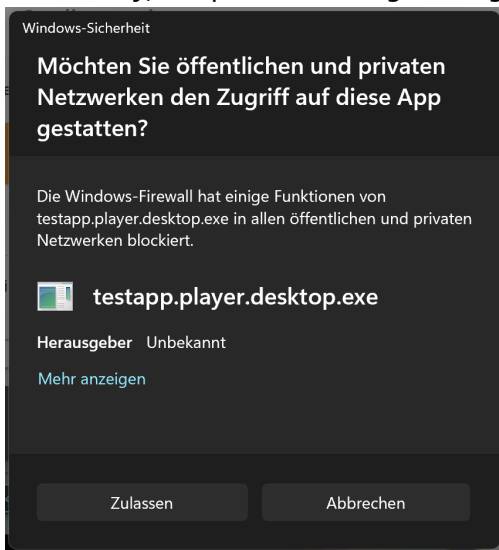 Windows-Sicherheit
Möchten Sie öffentlichen und privaten
Netzwerken den Zugriff auf diese App
gestatten?
Die Windows-Firewall hat einige Funktionen von
testapp.player.desktop.exe in allen öffentlichen und privaten
Netzwerken blockiert.
testapp.player.desktop.exe
Herausgeber Unbekannt
Mehr anzeigen
Zulassen Abbrechen